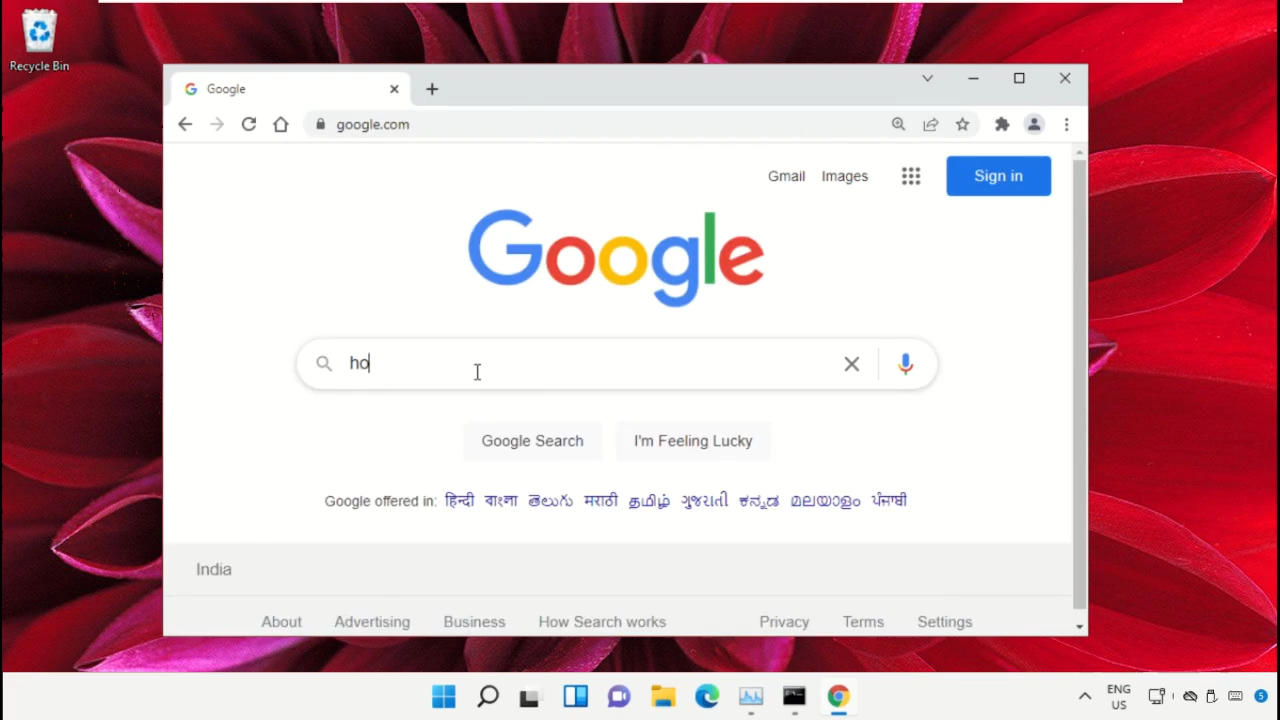 Recycle Bin
Google
google.com
Gmail Images Sign in
Google
ho
Google Search I'm Feeling Lucky
Google offered in: हिन्दी বাংলা తెలుగు मराठी தமிழ் ગુજરાતી ಕನ್ನಡ മലയാളം ਪੰਜਾਬੀ
India
About Advertising Business How Search works Privacy Terms Settings
ENG
US
5